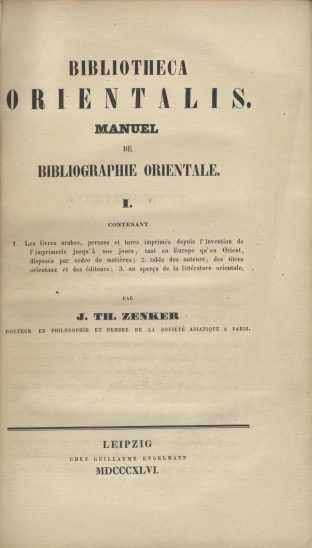 BIBLIOTHECA
ORIENTALIS.
MANUEL
DE
BIBLIOGRAPHIE ORIENTALE.
I.
CONTENANT
1. Les livres arabes, persans et turcs imprimés depuis l'invention de
l'imprimerie jusqu'à nos jours, tant en Europe qu'en Orient,
disposés par ordre de matières; 2. table des auteurs, des titres
orientaux et des éditeurs; 3. un aperçu de la littérature orientale,
PAR
J. TH. ZENKER
DOCTEUR EN PHILOSOPHIE ET MEMBRE DE LA SOCIÉTÉ ASIATIQUE A PARIS.
LEIPZIG
CHEZ GUILLAUME ENGELMANN
MDCCCXLVI.